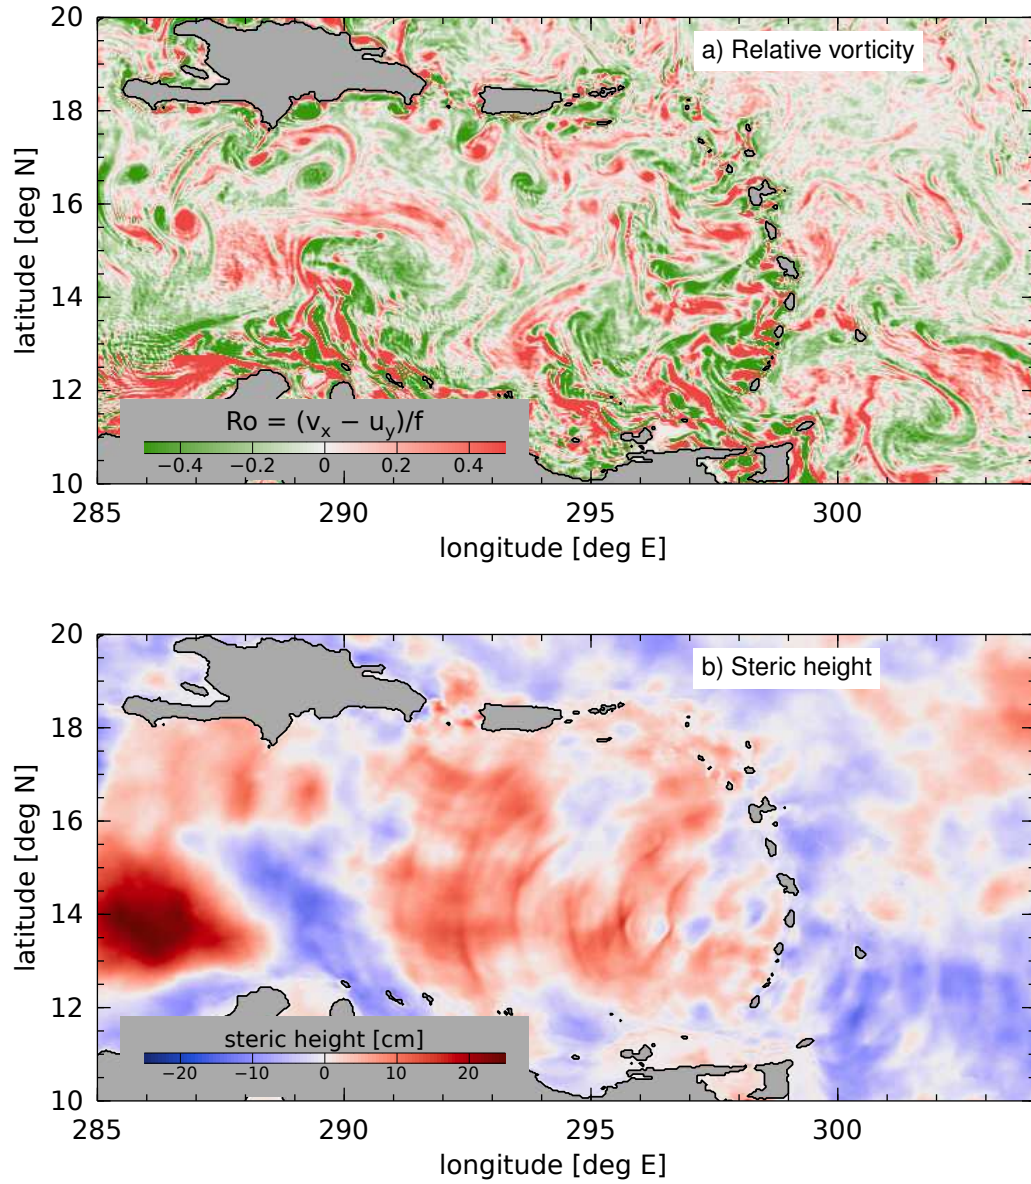 20
a) Relative vorticity
18
16
14
12
10
latitude [deg N]
Ro = (v_x − u_y)/f
−0.4 −0.2 0 0.2 0.4
285 290 295 300
longitude [deg E]
20
b) Steric height
18
16
14
12
10
latitude [deg N]
steric height [cm]
−20 −10 0 10 20
285 290 295 300
longitude [deg E]